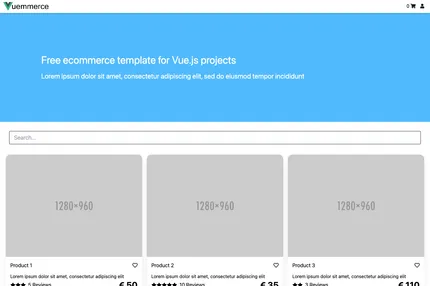 Vuemmerce
0
Free ecommerce template for Vue.js projects
Lorem ipsum dolor sit amet, consectetur adipiscing elit, sed do eiusmod tempor incididunt
Search...
1280×960 1280×960 1280×960
Product 1 Product 2 Product 3
Lorem ipsum dolor sit amet, consectetur adipiscing elit Lorem ipsum dolor sit amet, consectetur adipiscing elit Lorem ipsum dolor sit amet, consectetur adipiscing elit
5 Reviews € 50 10 Reviews € 35 3 Reviews € 110